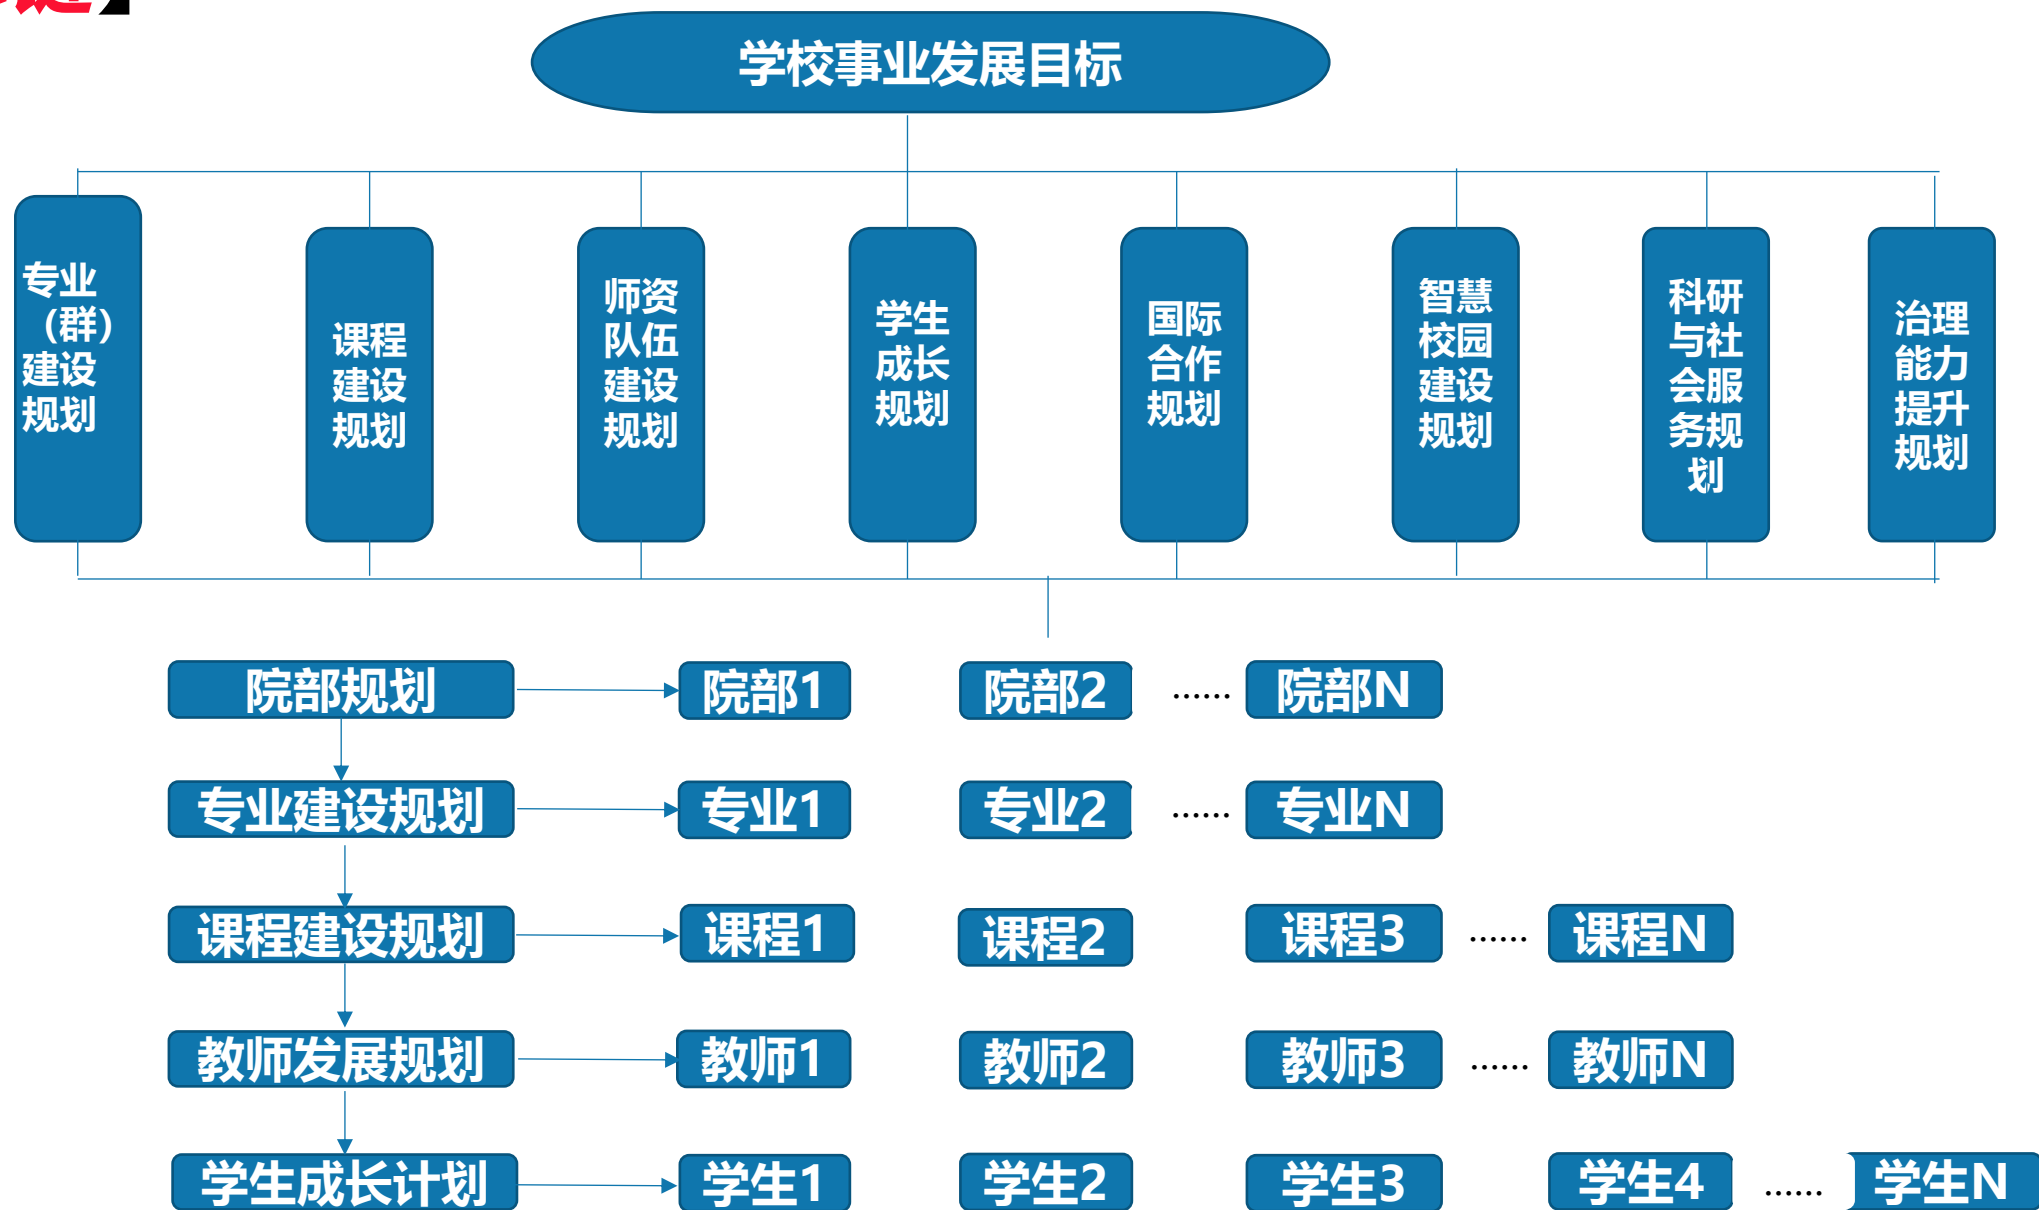 学校事业发展目标
专业
（群）
建设
规划
课程
建设
规划
师资
队伍
建设
规划
学生
成长
规划
国际
合作
规划
智慧
校园
建设
规划
科研
与社
会服
务规
划
治理
能力
提升
规划
院部规划 院部1 院部2 …… 院部N
专业建设规划 专业1 专业2 …… 专业N
课程建设规划 课程1 课程2 课程3 …… 课程N
教师发展规划 教师1 教师2 教师3 …… 教师N
学生成长计划 学生1 学生2 学生3 学生4 …… 学生N